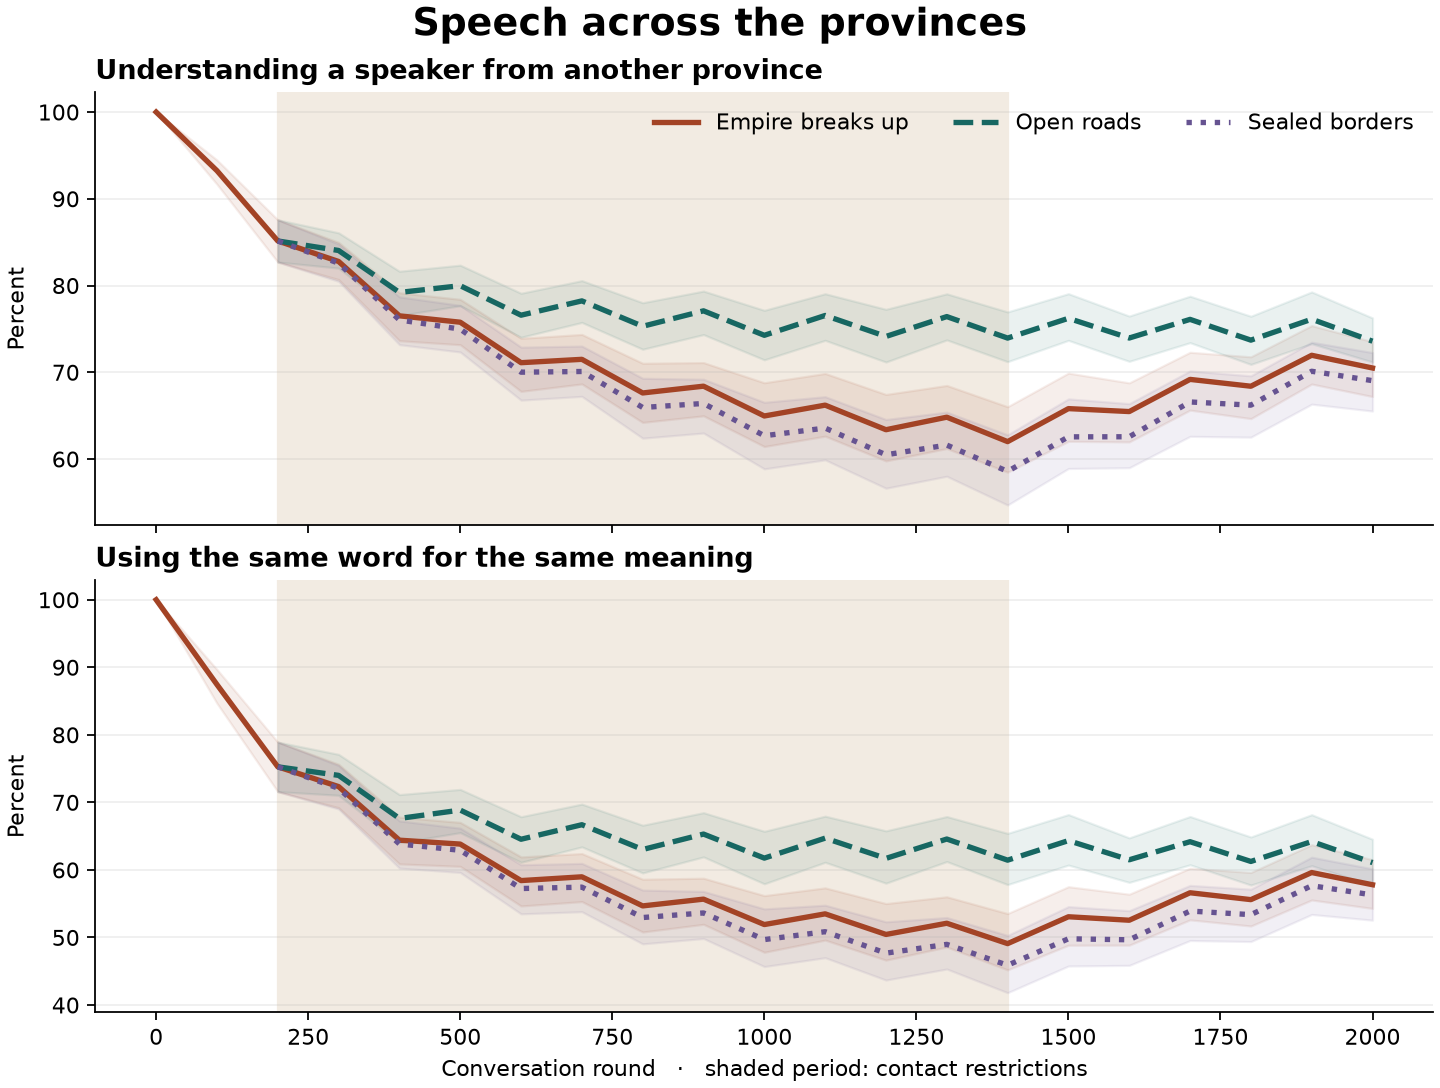 Speech across the provinces
Understanding a speaker from another province
Empire breaks up Open roads Sealed borders
100
90
80
70
60
Percent
Using the same word for the same meaning
100
90
80
70
60
50
40
Percent
0 250 500 750 1000 1250 1500 1750 2000
Conversation round · shaded period: contact restrictions